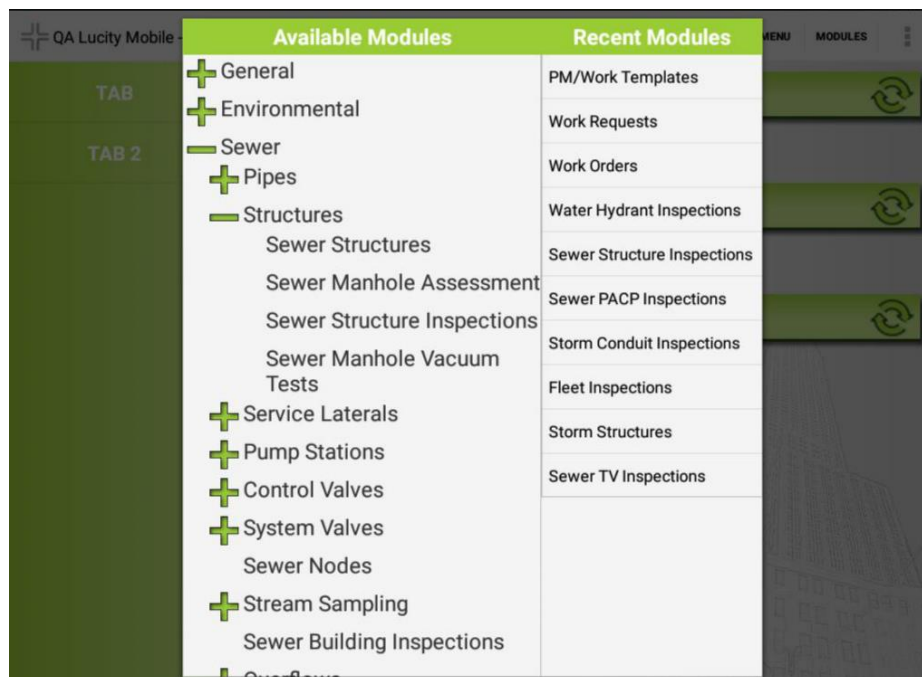 QA Lucity Mobile -
MENU
MODULES
TAB
TAB 2
Available Modules
General
Environmental
Sewer
Pipes
Structures
Sewer Structures
Sewer Manhole Assessment
Sewer Structure Inspections
Sewer Manhole Vacuum
Tests
Service Laterals
Pump Stations
Control Valves
System Valves
Sewer Nodes
Stream Sampling
Sewer Building Inspections
Overflows
Recent Modules
PM/Work Templates
Work Requests
Work Orders
Water Hydrant Inspections
Sewer Structure Inspections
Sewer PACP Inspections
Storm Conduit Inspections
Fleet Inspections
Storm Structures
Sewer TV Inspections